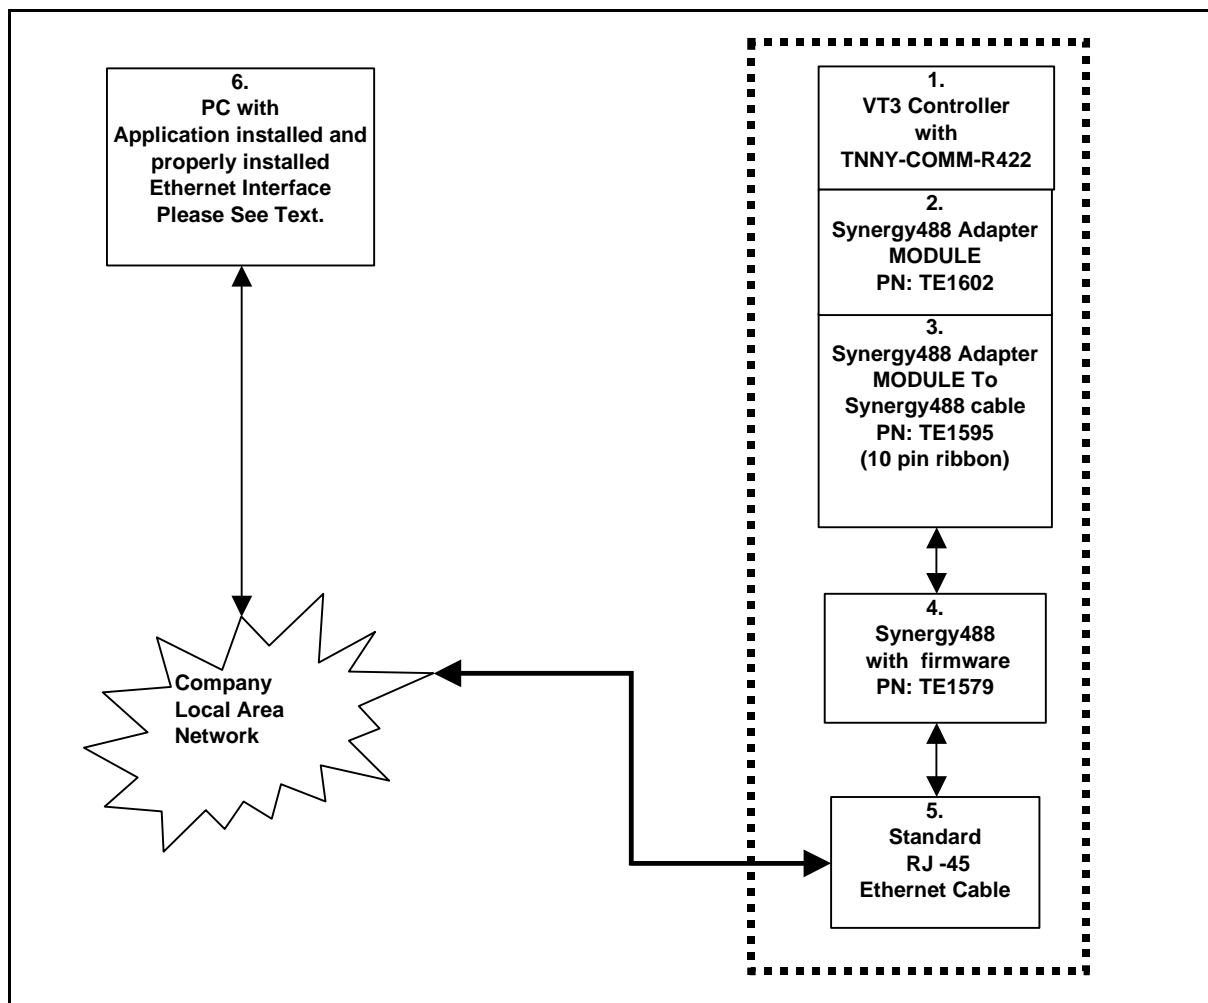 6.
PC with
Application installed and
properly installed
Ethernet Interface
Please See Text.
1.
VT3 Controller
with
TNNY-COMM-R422
2.
Synergy488 Adapter
MODULE
PN: TE1602
3.
Synergy488 Adapter
MODULE To
Synergy488 cable
PN: TE1595
(10 pin ribbon)
4.
Synergy488
with firmware
PN: TE1579
Company
Local Area
Network
5.
Standard
RJ -45
Ethernet Cable